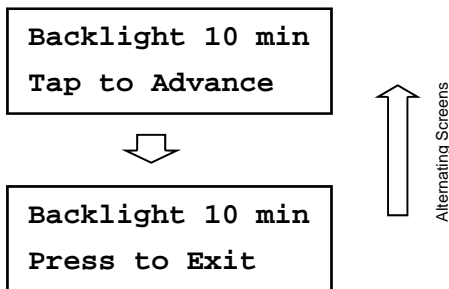 Backlight 10 min
Tap to Advance
Backlight 10 min
Press to Exit
Alternating Screens